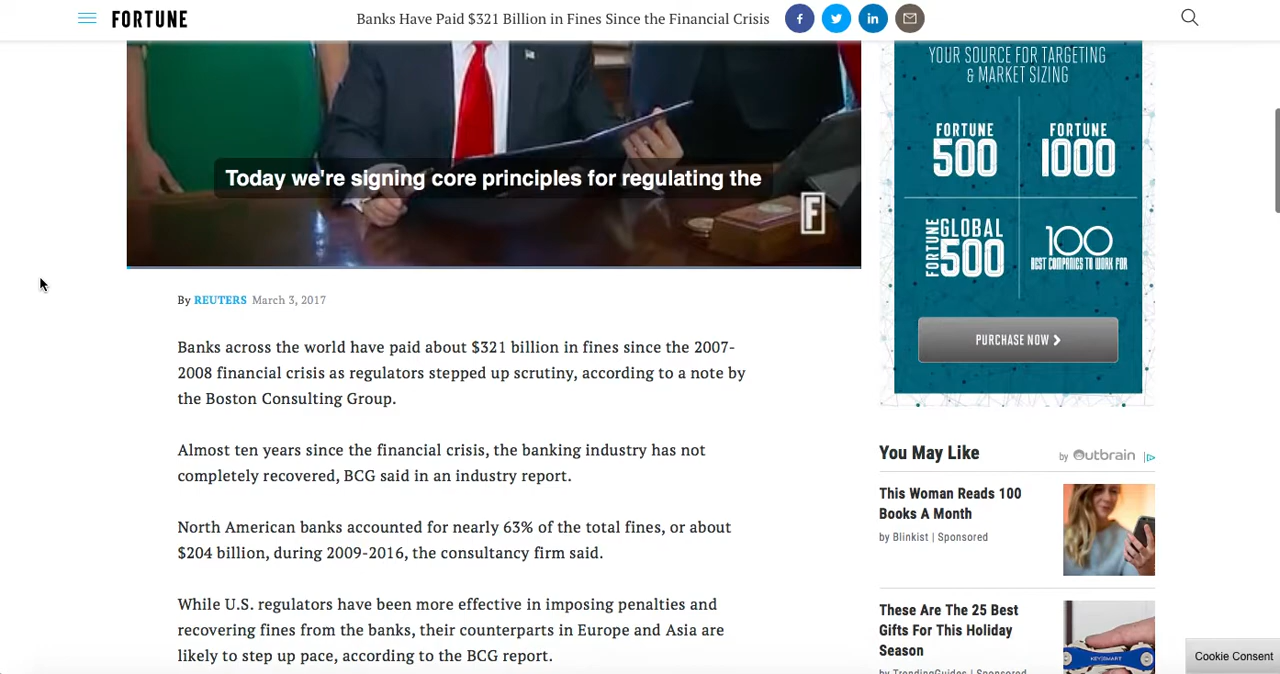 FORTUNE
Banks Have Paid $321 Billion in Fines Since the Financial Crisis
Today we're signing core principles for regulating the
F
By REUTERS March 3, 2017
Banks across the world have paid about $321 billion in fines since the 2007-
2008 financial crisis as regulators stepped up scrutiny, according to a note by
the Boston Consulting Group.
Almost ten years since the financial crisis, the banking industry has not
completely recovered, BCG said in an industry report.
North American banks accounted for nearly 63% of the total fines, or about
$204 billion, during 2009-2016, the consultancy firm said.
While U.S. regulators have been more effective in imposing penalties and
recovering fines from the banks, their counterparts in Europe and Asia are
likely to step up pace, according to the BCG report.
YOUR SOURCE FOR TARGETING
& MARKET SIZING
FORTUNE
500
FORTUNE
1000
FORTUNE
GLOBAL
500
100
BEST COMPANIES TO WORK FOR
PURCHASE NOW
You May Like
by Outbrain
This Woman Reads 100
Books A Month
by Blinkist | Sponsored
These Are The 25 Best
Gifts For This Holiday
Season
by TrendingGuides | Sponsored
KEYSMART
Cookie Consent